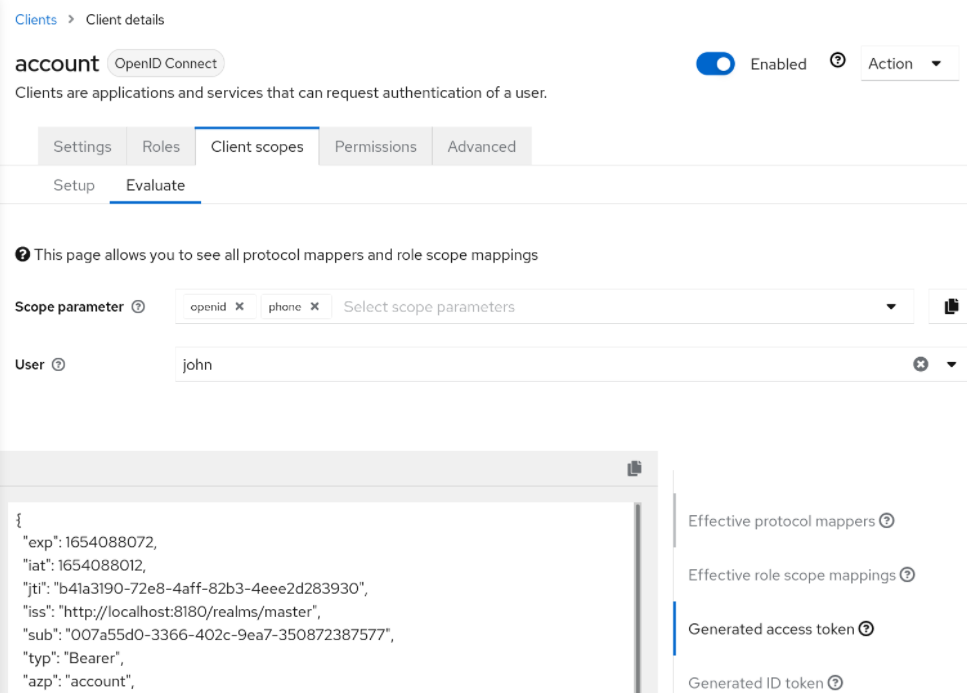 Clients > Client details
account OpenID Connect
Enabled
Action
Clients are applications and services that can request authentication of a user.
Settings Roles Client scopes Permissions Advanced
Setup Evaluate
This page allows you to see all protocol mappers and role scope mappings
Scope parameter openid phone Select scope parameters
User john
{
"exp": 1654088072,
"iat": 1654088012,
"jti": "b41a3190-72e8-4aff-82b3-4eee2d283930",
"iss": "http://localhost:8180/realms/master",
"sub": "007a55d0-3366-402c-9ea7-350872387577",
"typ": "Bearer",
"azp": "account",
Effective protocol mappers
Effective role scope mappings
Generated access token
Generated ID token